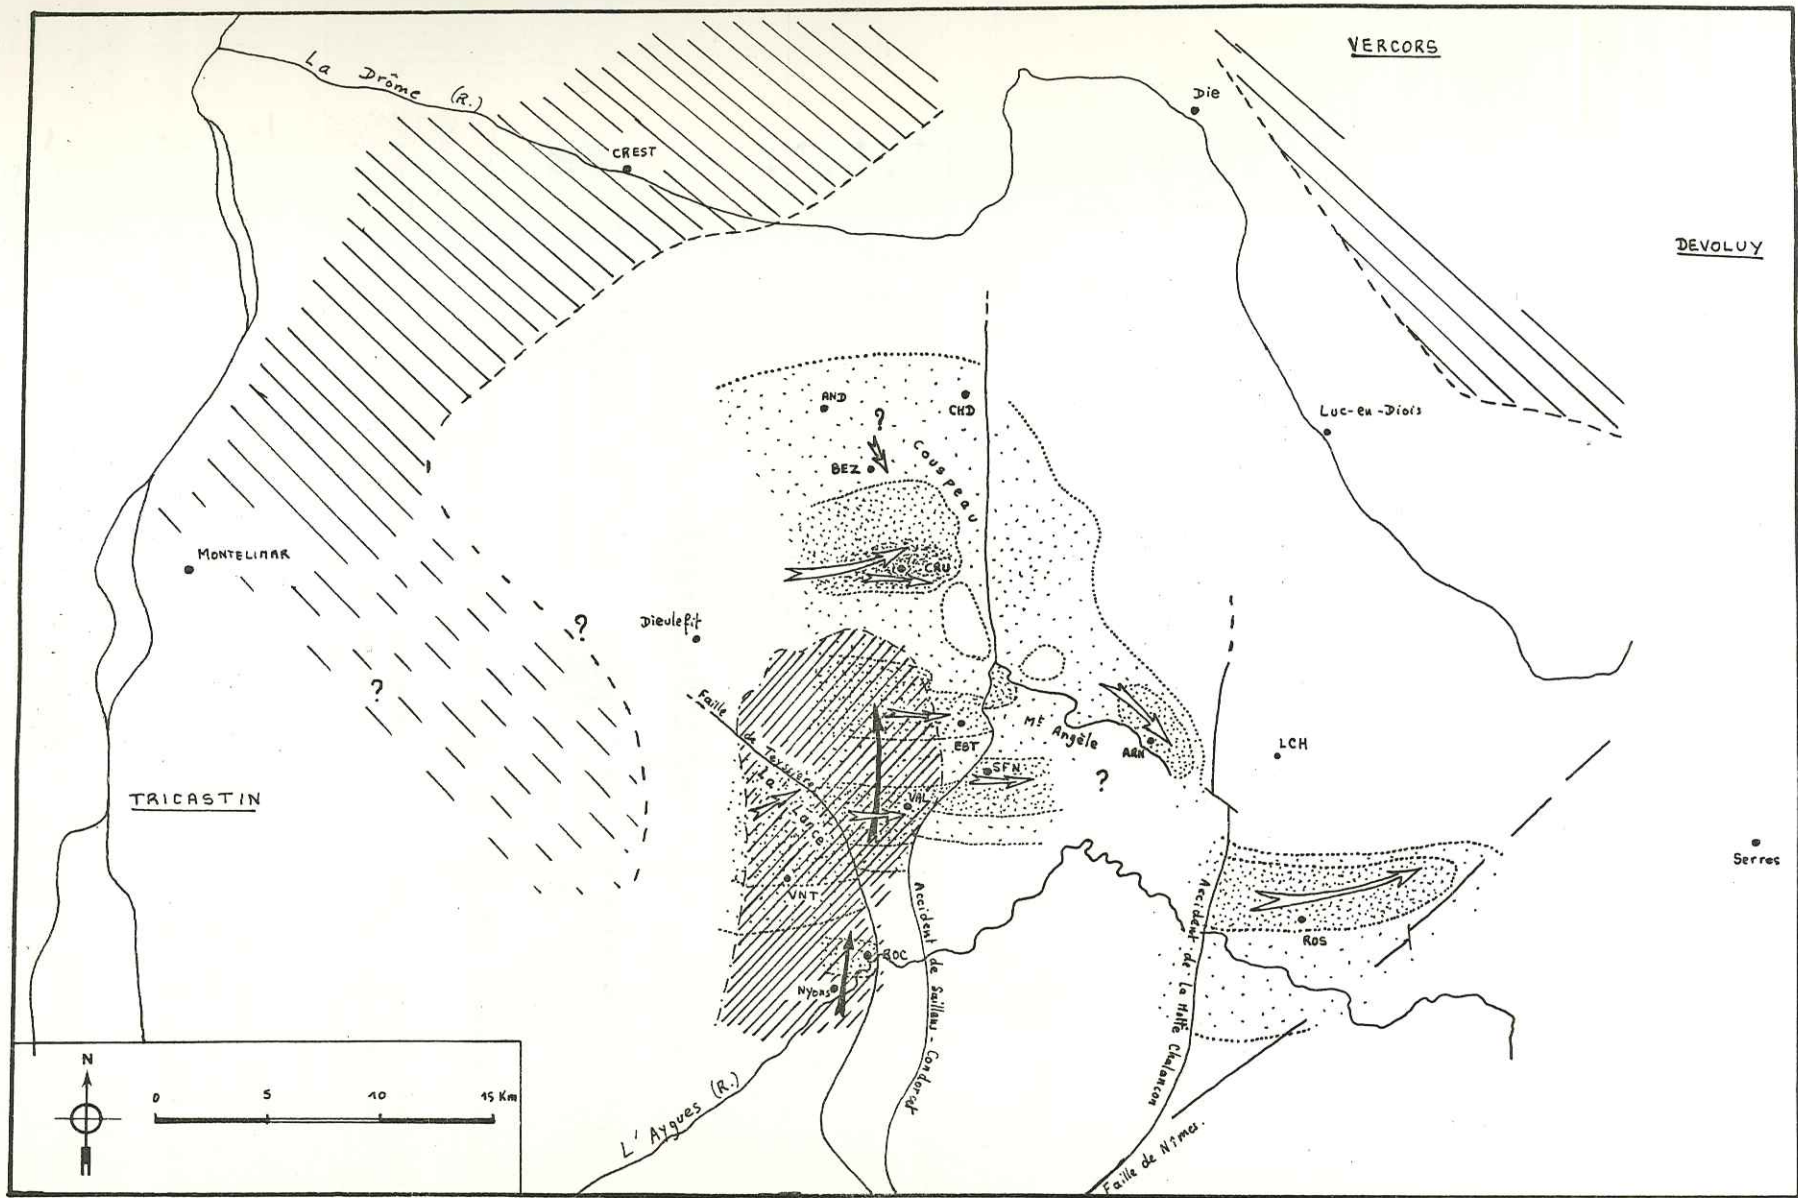 VERCORS
La Drôme (R.)
Die
CREST
DEVOLUY
AND
?
CHD
Luc-en-Diois
BEZ
Couspeau
MONTELIMAR
CRU
Dieulefit
?
?
Faille de Teyssières
Mt Angèle
EBT
ARN
LCH
SFN
?
La Lance
VAL
TRICASTIN
Serres
VNT
Accident de Saillans - Condorcet
Accident de La Motte Chalancon
ROS
ROC
Nyons
N
0 5 10 15 Km
L'Aygues (R.)
Faille de Nîmes.